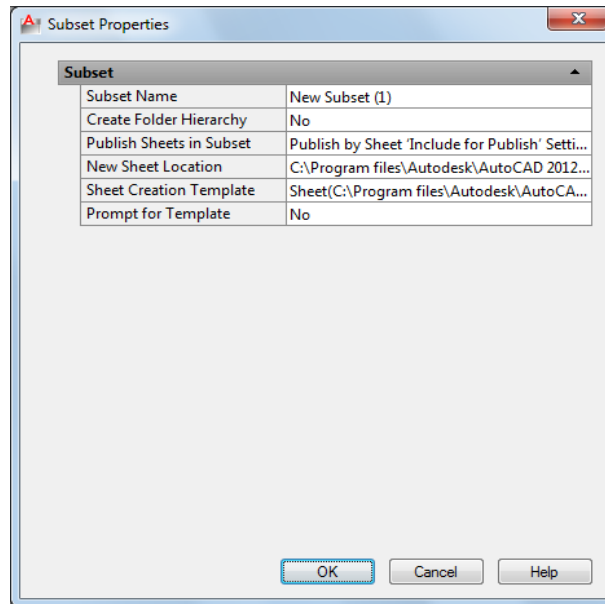 Subset Properties
Subset
Subset Name New Subset (1)
Create Folder Hierarchy No
Publish Sheets in Subset Publish by Sheet ‘Include for Publish’ Setti...
New Sheet Location C:\Program files\Autodesk\AutoCAD 2012...
Sheet Creation Template Sheet(C:\Program files\Autodesk\AutoCA...
Prompt for Template No
OK Cancel Help